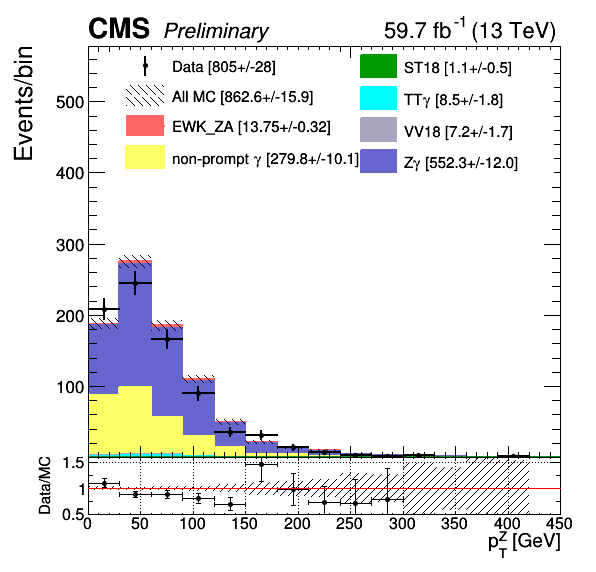 CMS Preliminary 59.7 fb⁻¹ (13 TeV)
Events/bin
Data [805+/-28]
All MC [862.6+/-15.9]
EWK_ZA [13.75+/-0.32]
non-prompt γ [279.8+/-10.1]
ST18 [1.1+/-0.5]
TTγ [8.5+/-1.8]
VV18 [7.2+/-1.7]
Zγ [552.3+/-12.0]
500
400
300
200
100
Data/MC
1.5
1
0.5
0 50 100 150 200 250 300 350 400 450
p_T^Z [GeV]